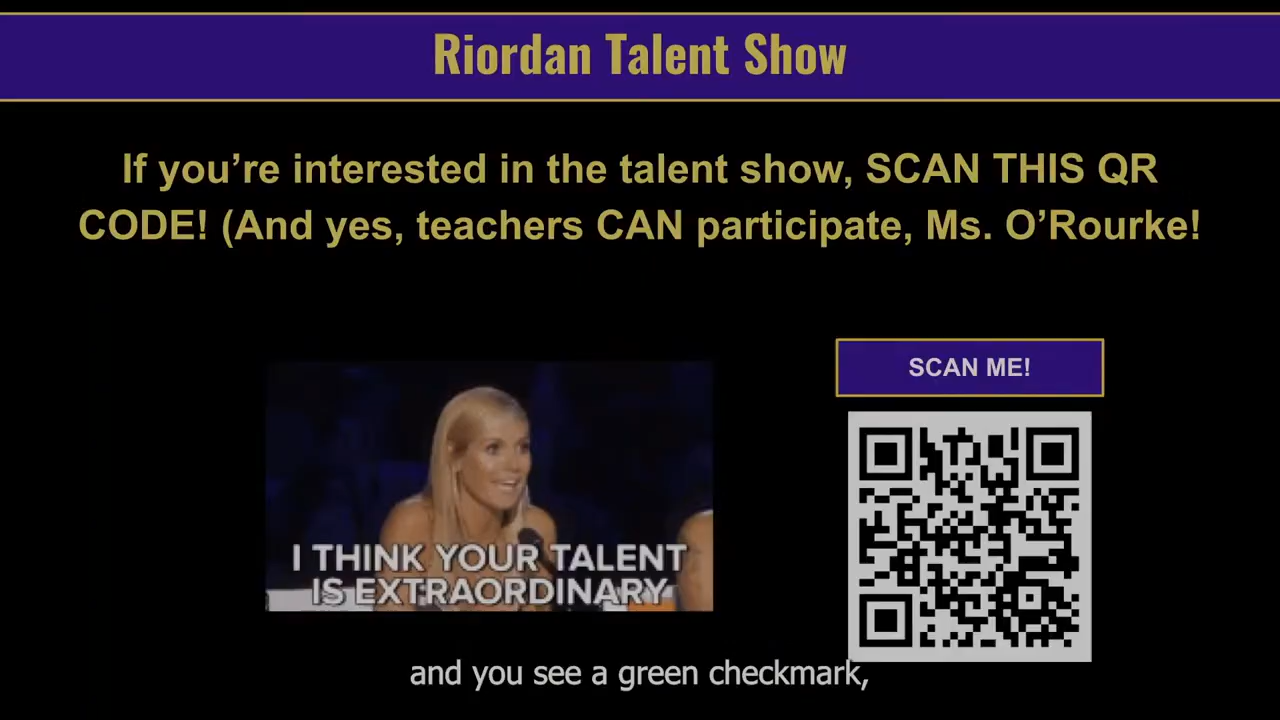 Riordan Talent Show
If you’re interested in the talent show, SCAN THIS QR
CODE! (And yes, teachers CAN participate, Ms. O’Rourke!
SCAN ME!
I THINK YOUR TALENT
IS EXTRAORDINARY
and you see a green checkmark,